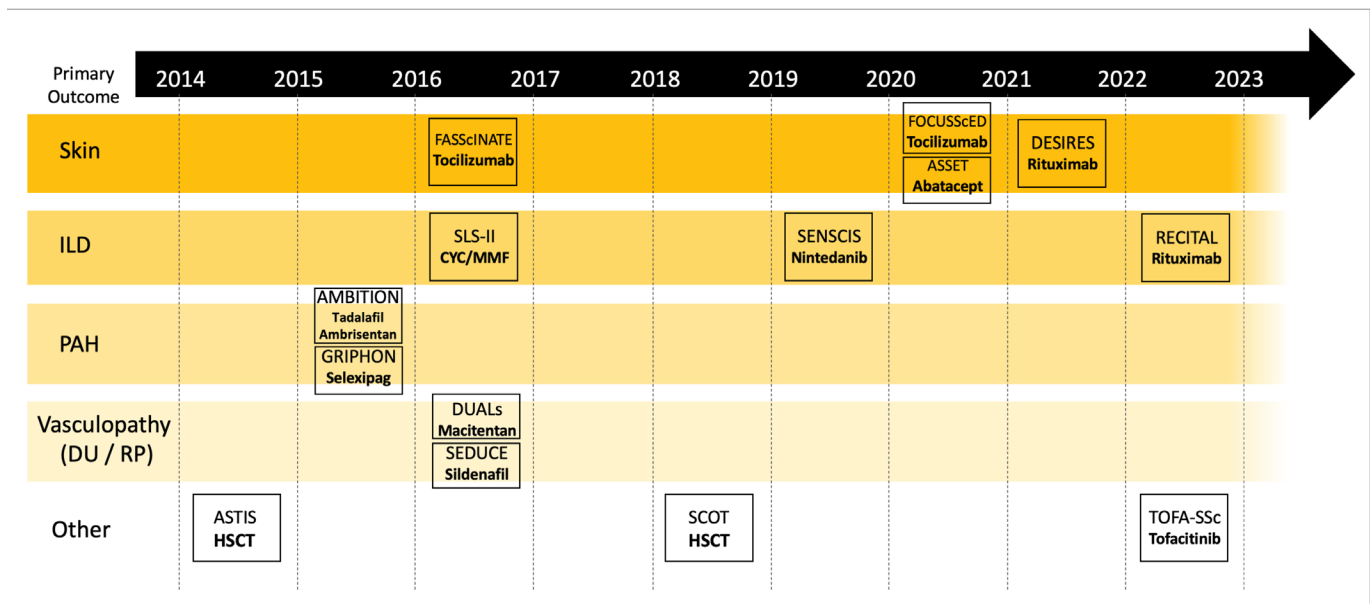 Primary
Outcome
2014 2015 2016 2017 2018 2019 2020 2021 2022 2023
Skin
FASScINATE
Tocilizumab
FOCUSScED
Tocilizumab
ASSET
Abatacept
DESIRES
Rituximab
ILD
SLS-II
CYC/MMF
SENSCIS
Nintedanib
RECITAL
Rituximab
PAH
AMBITION
Tadalafil
Ambrisentan
GRIPHON
Selexipag
Vasculopathy
(DU / RP)
DUALs
Macitentan
SEDUCE
Sildenafil
Other
ASTIS
HSCT
SCOT
HSCT
TOFA-SSc
Tofacitinib